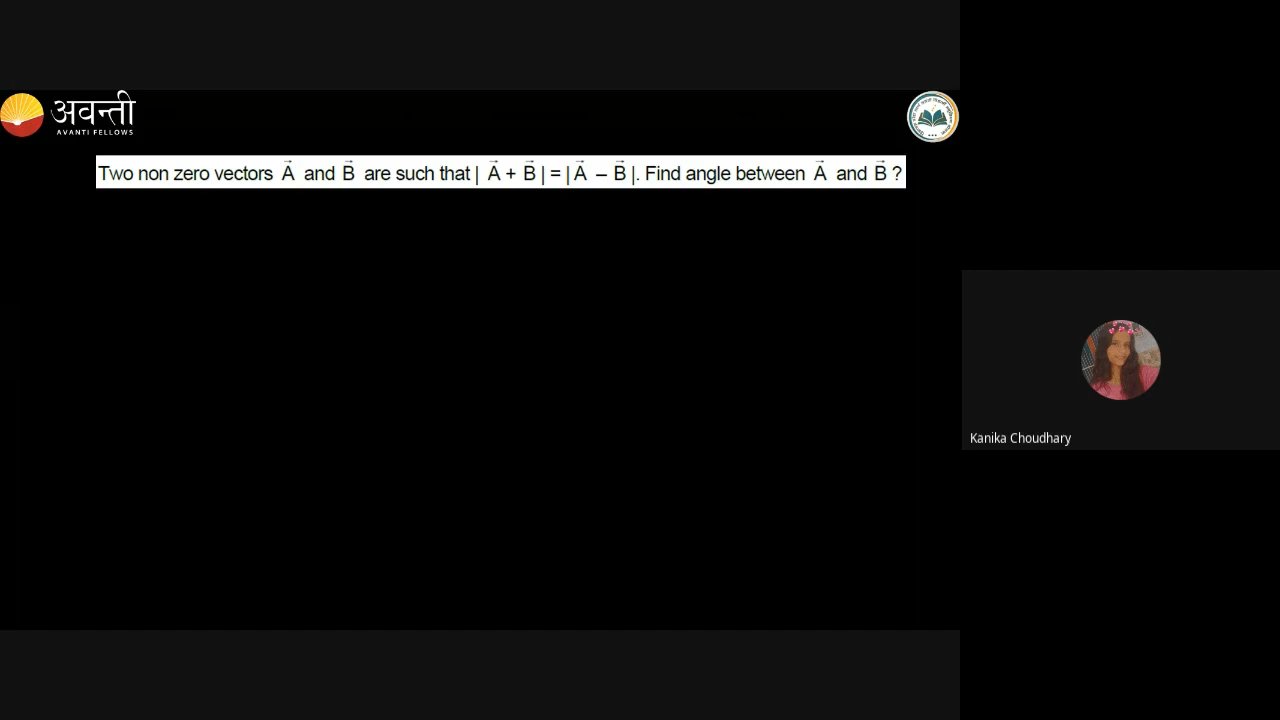 अवन्ती
AVANTI FELLOWS
Two non zero vectors A⃗ and B⃗ are such that | A⃗ + B⃗ | = | A⃗ – B⃗ |. Find angle between A⃗ and B⃗ ?
Kanika Choudhary